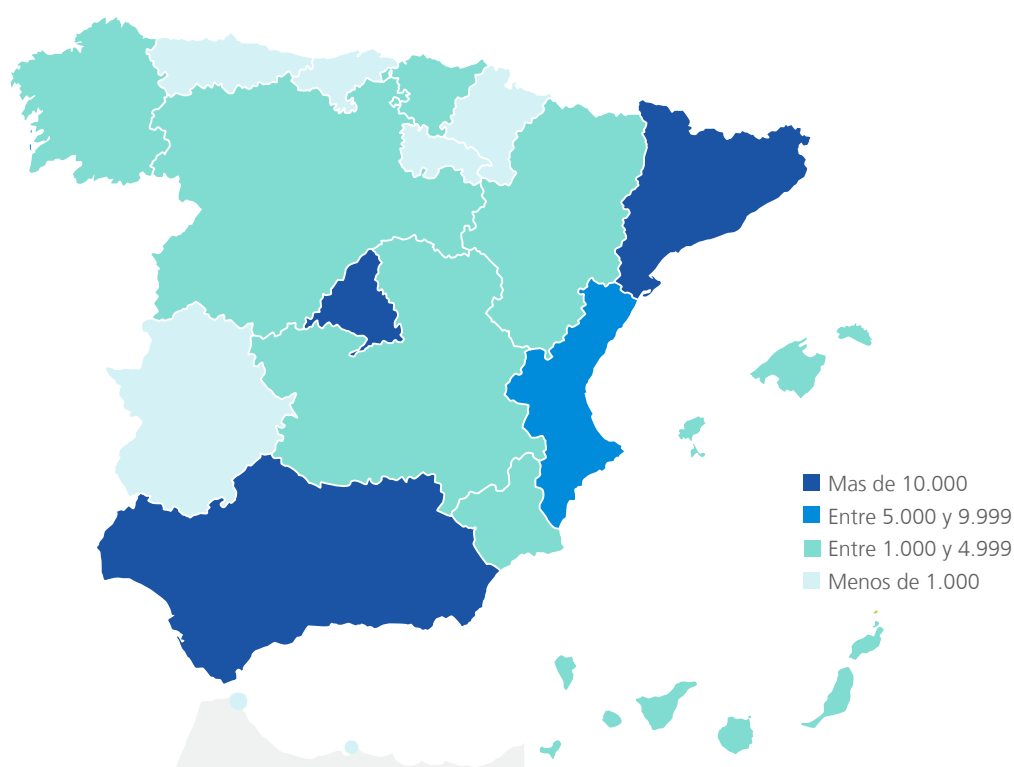 Mas de 10.000
Entre 5.000 y 9.999
Entre 1.000 y 4.999
Menos de 1.000